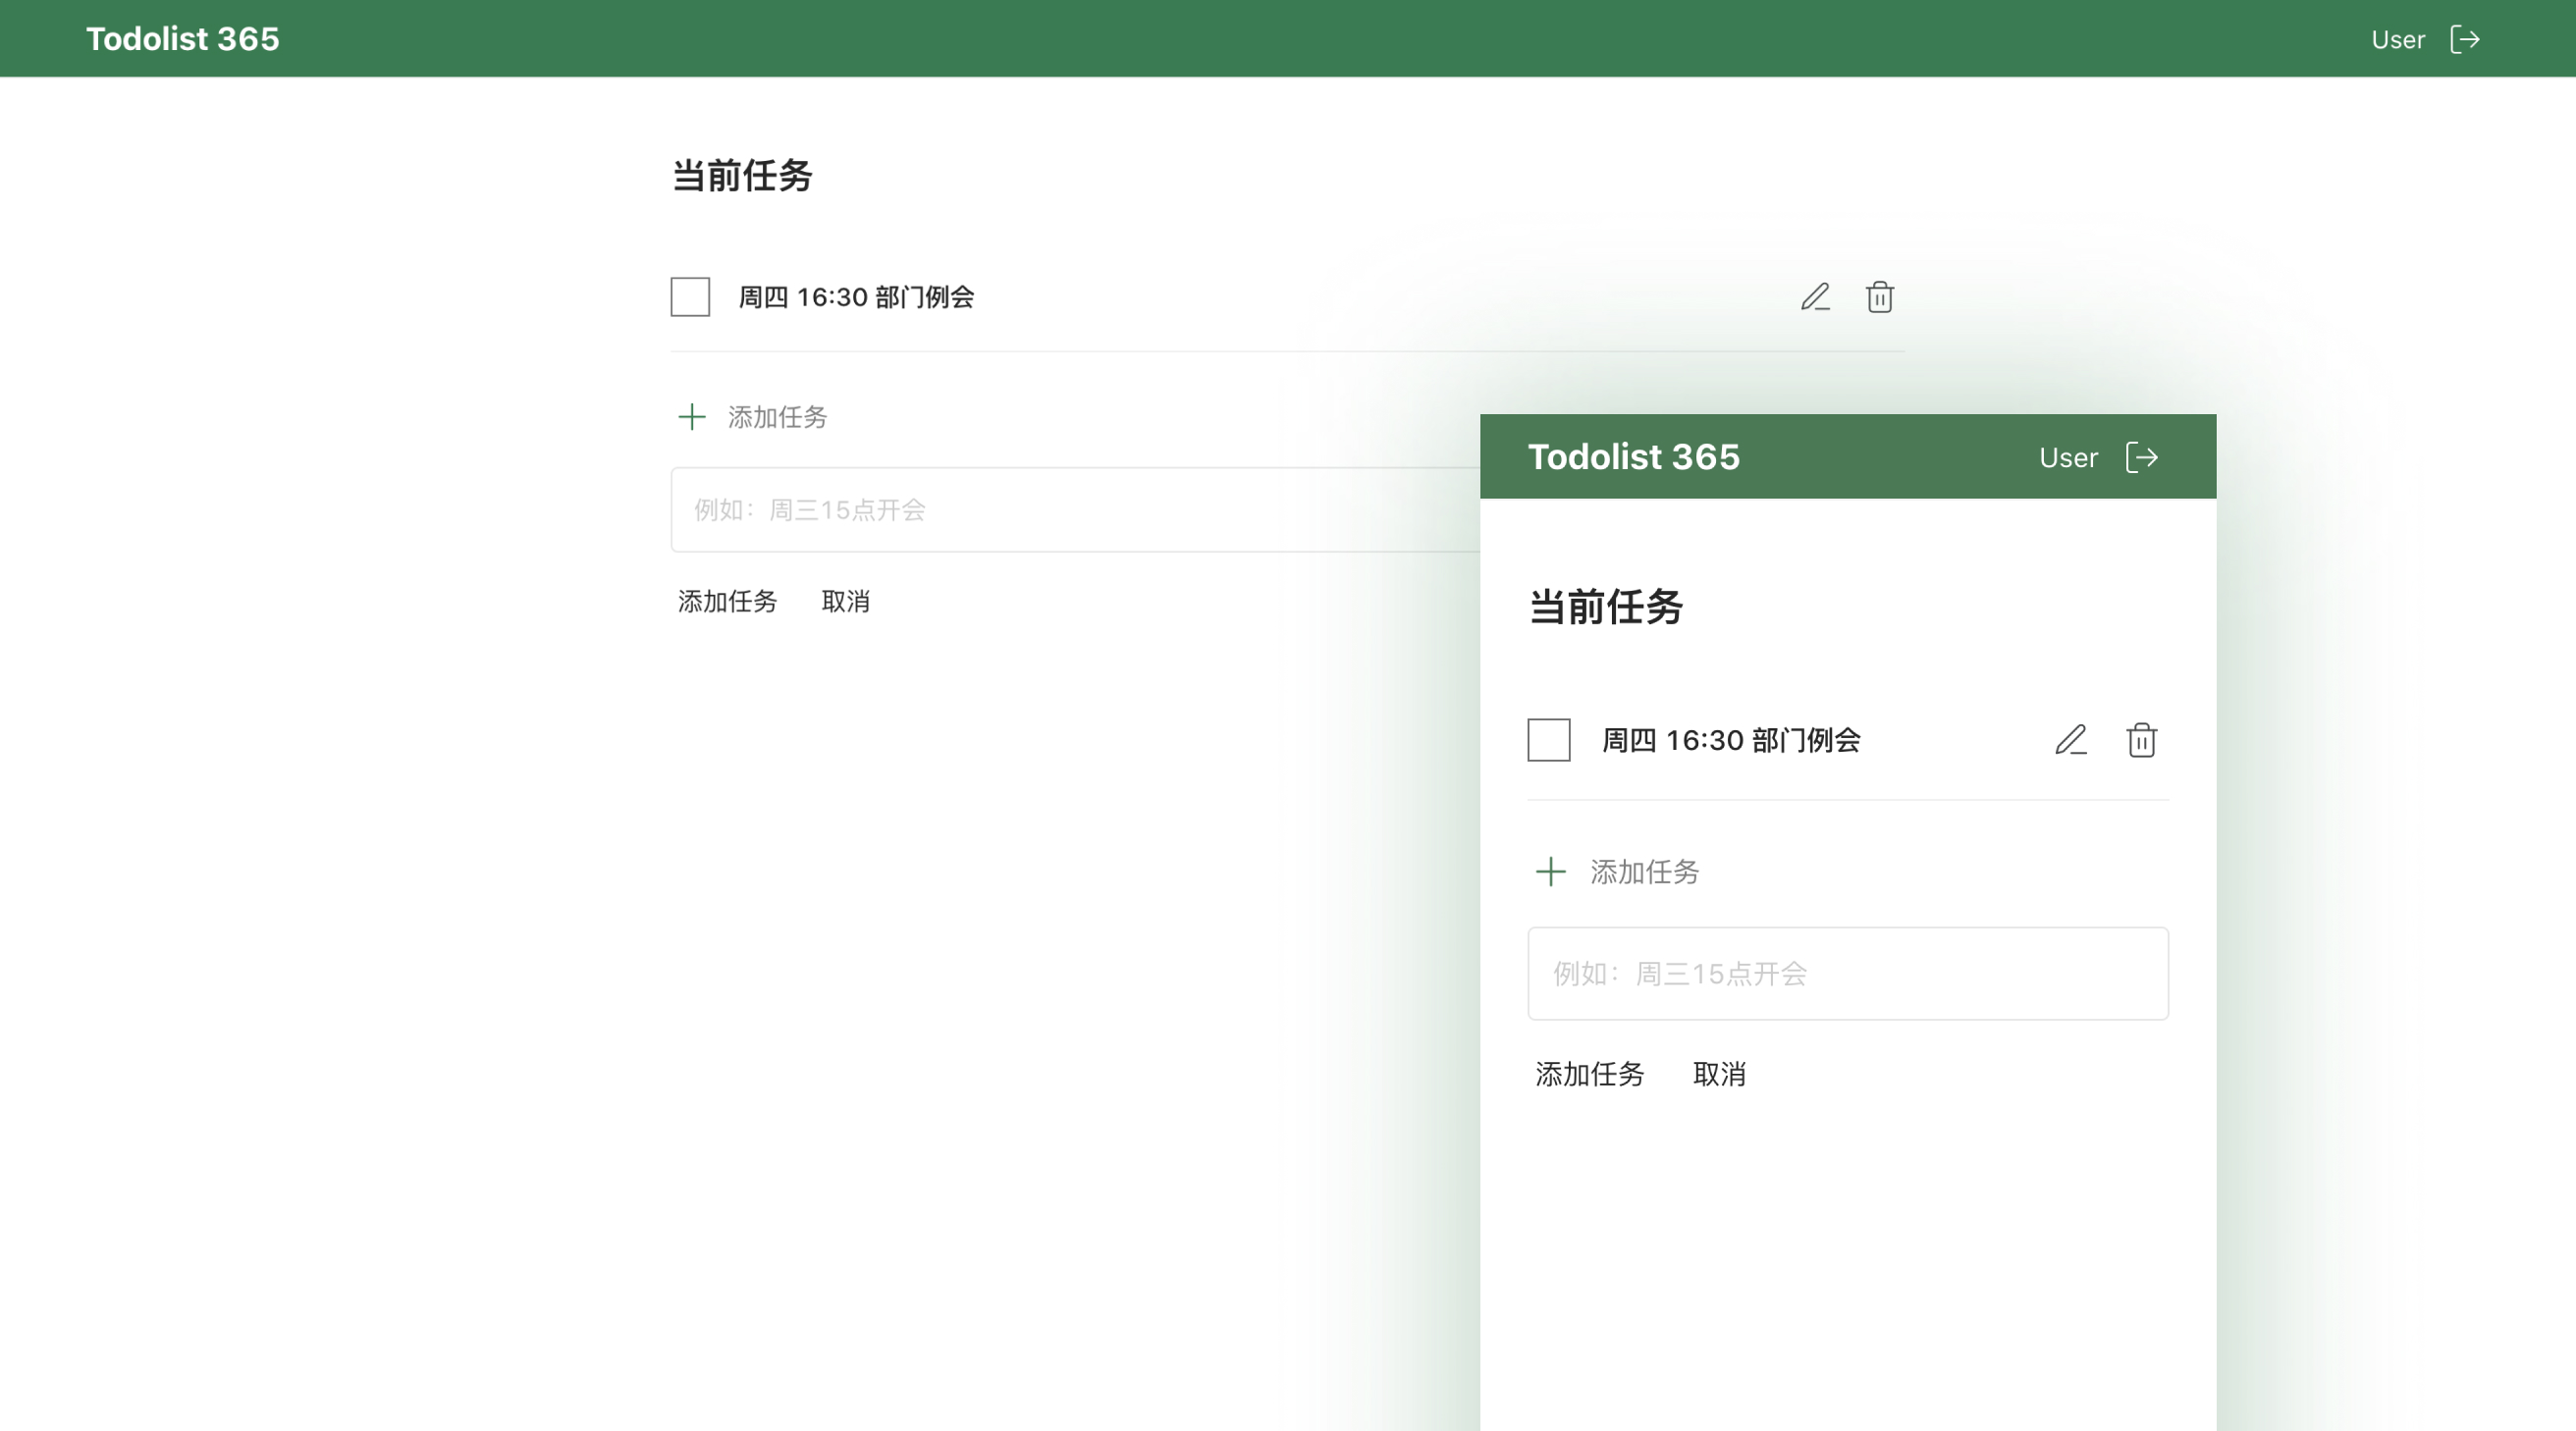 Todolist 365 User
当前任务
周四 16:30 部门例会
添加任务
例如：周三15点开会
添加任务 取消
Todolist 365 User
当前任务
周四 16:30 部门例会
添加任务
例如：周三15点开会
添加任务 取消